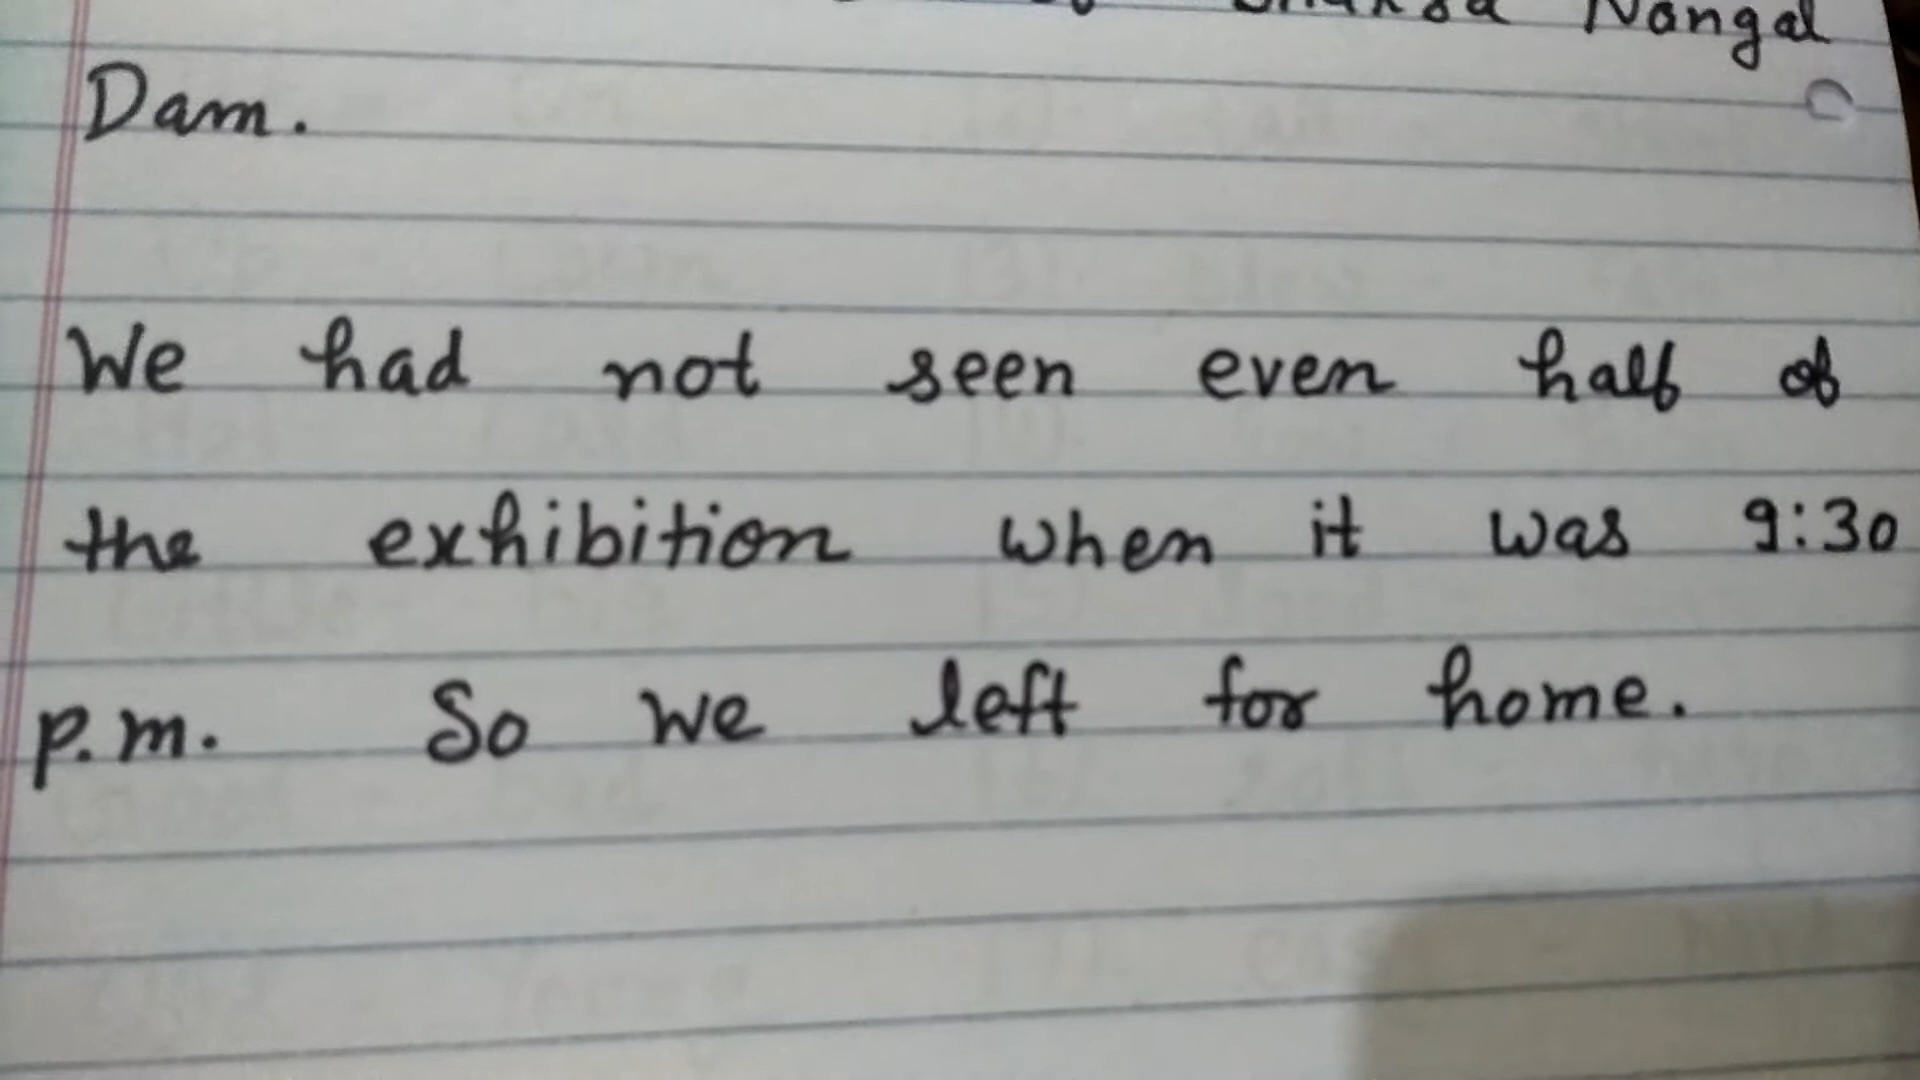 Nangal
Dam.
We had not seen even half of
the exhibition when it was 9:30
p.m. So we left for home.